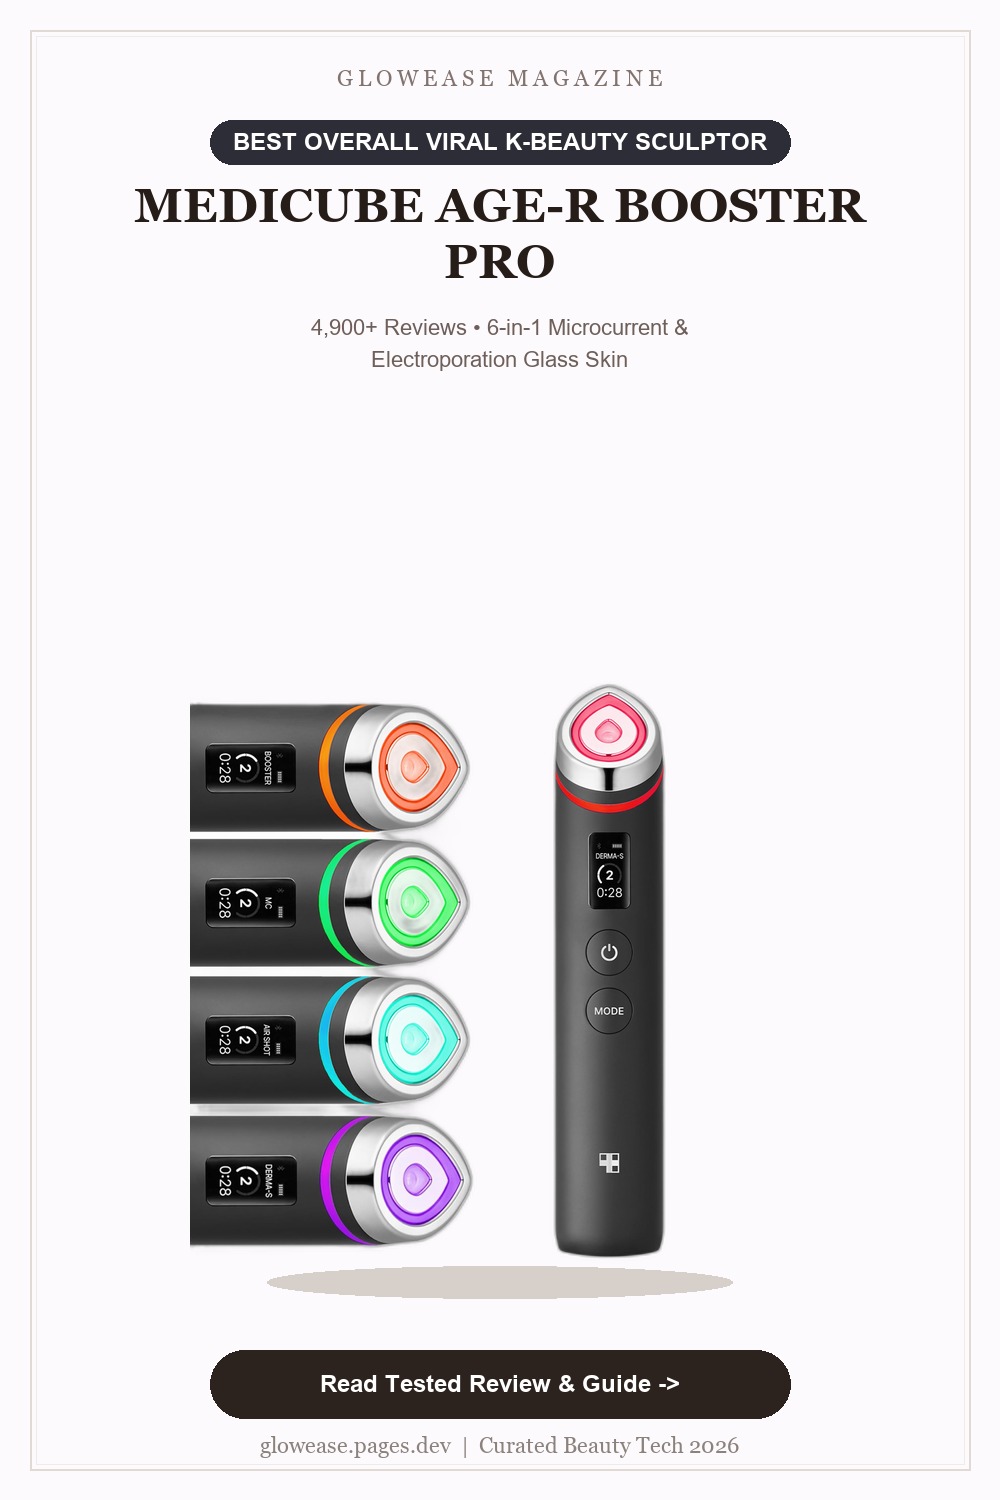 GLOWEASE MAGAZINE
BEST OVERALL VIRAL K-BEAUTY SCULPTOR
MEDICUBE AGE-R BOOSTER
PRO
4,900+ Reviews • 6-in-1 Microcurrent &
Electroporation Glass Skin
BOOSTER
2
0:28
MC
2
0:28
AIR SHOT
2
0:28
DERMA-S
2
0:28
DERMA-S
2
0:28
MODE
Read Tested Review & Guide ->
glowease.pages.dev | Curated Beauty Tech 2026